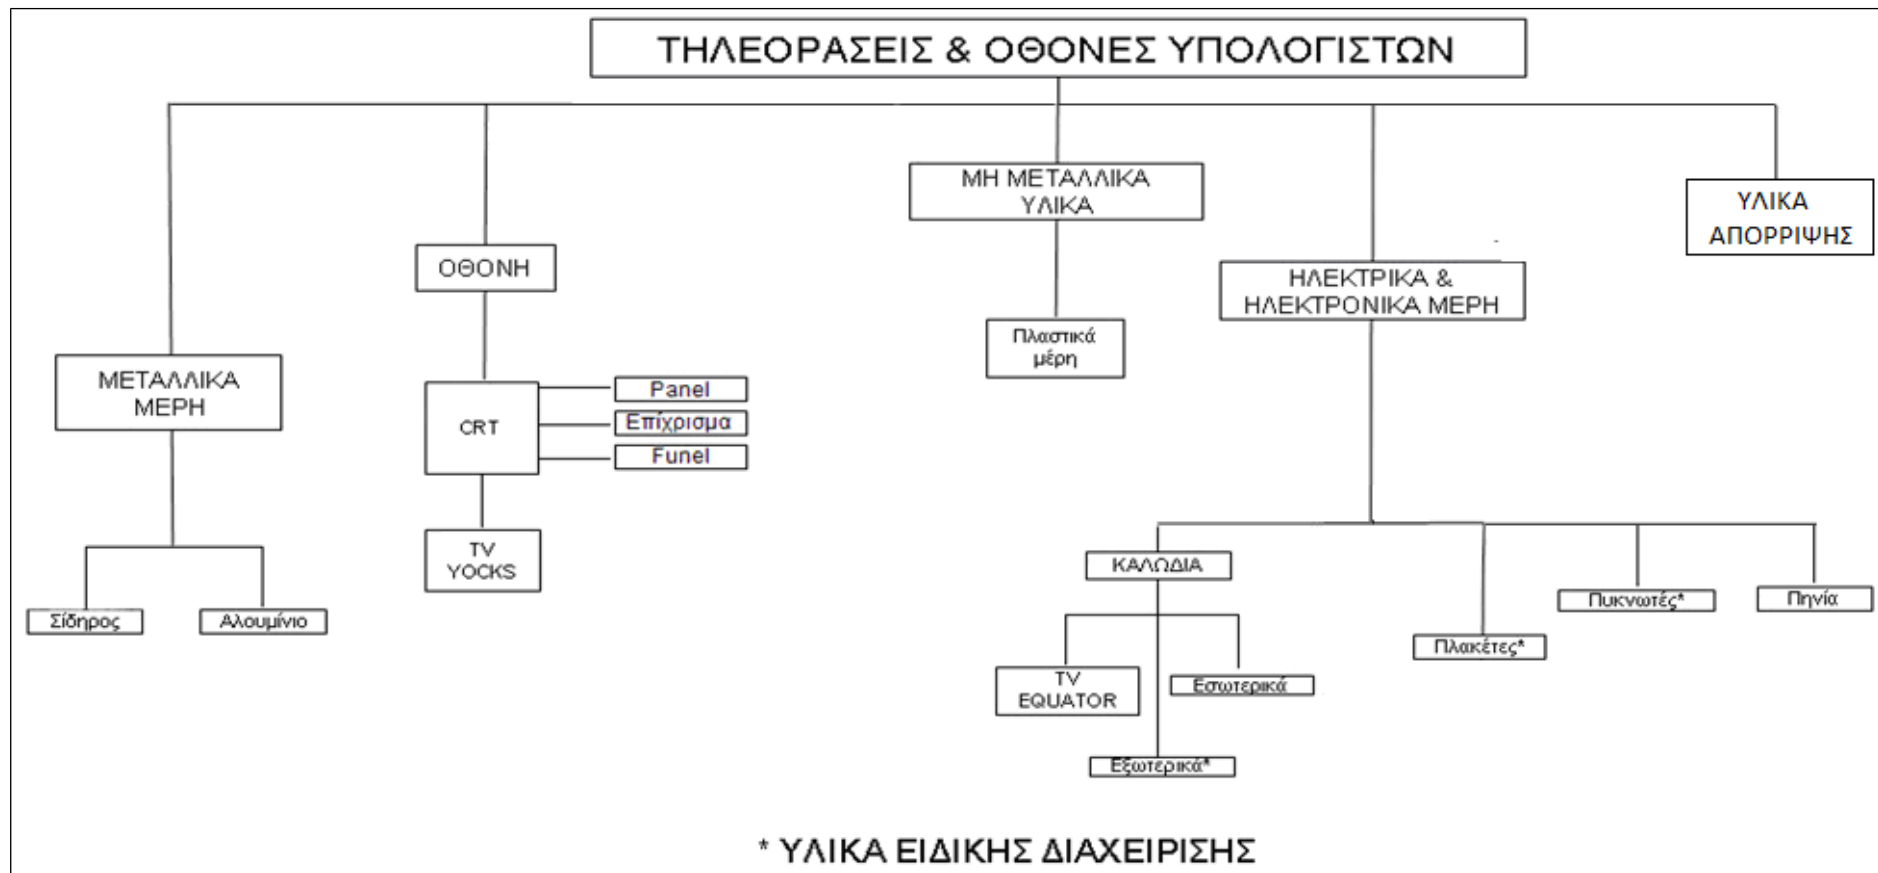 ΤΗΛΕΟΡΑΣΕΙΣ & ΟΘΟΝΕΣ ΥΠΟΛΟΓΙΣΤΩΝ
ΜΗ ΜΕΤΑΛΛΙΚΑ
ΥΛΙΚΑ
ΥΛΙΚΑ
ΑΠΟΡΡΙΨΗΣ
ΟΘΟΝΗ
ΗΛΕΚΤΡΙΚΑ &
ΗΛΕΚΤΡΟΝΙΚΑ ΜΕΡΗ
Πλαστικά
μέρη
ΜΕΤΑΛΛΙΚΑ
ΜΕΡΗ
CRT
Panel
Επίχρισμα
Funel
TV
YOCKS
ΚΑΛΩΔΙΑ
Πυκνωτές*
Πηνία
Σίδηρος
Αλουμίνιο
Πλακέτες*
TV
EQUATOR
Εσωτερικά
Εξωτερικά*
* ΥΛΙΚΑ ΕΙΔΙΚΗΣ ΔΙΑΧΕΙΡΙΣΗΣ